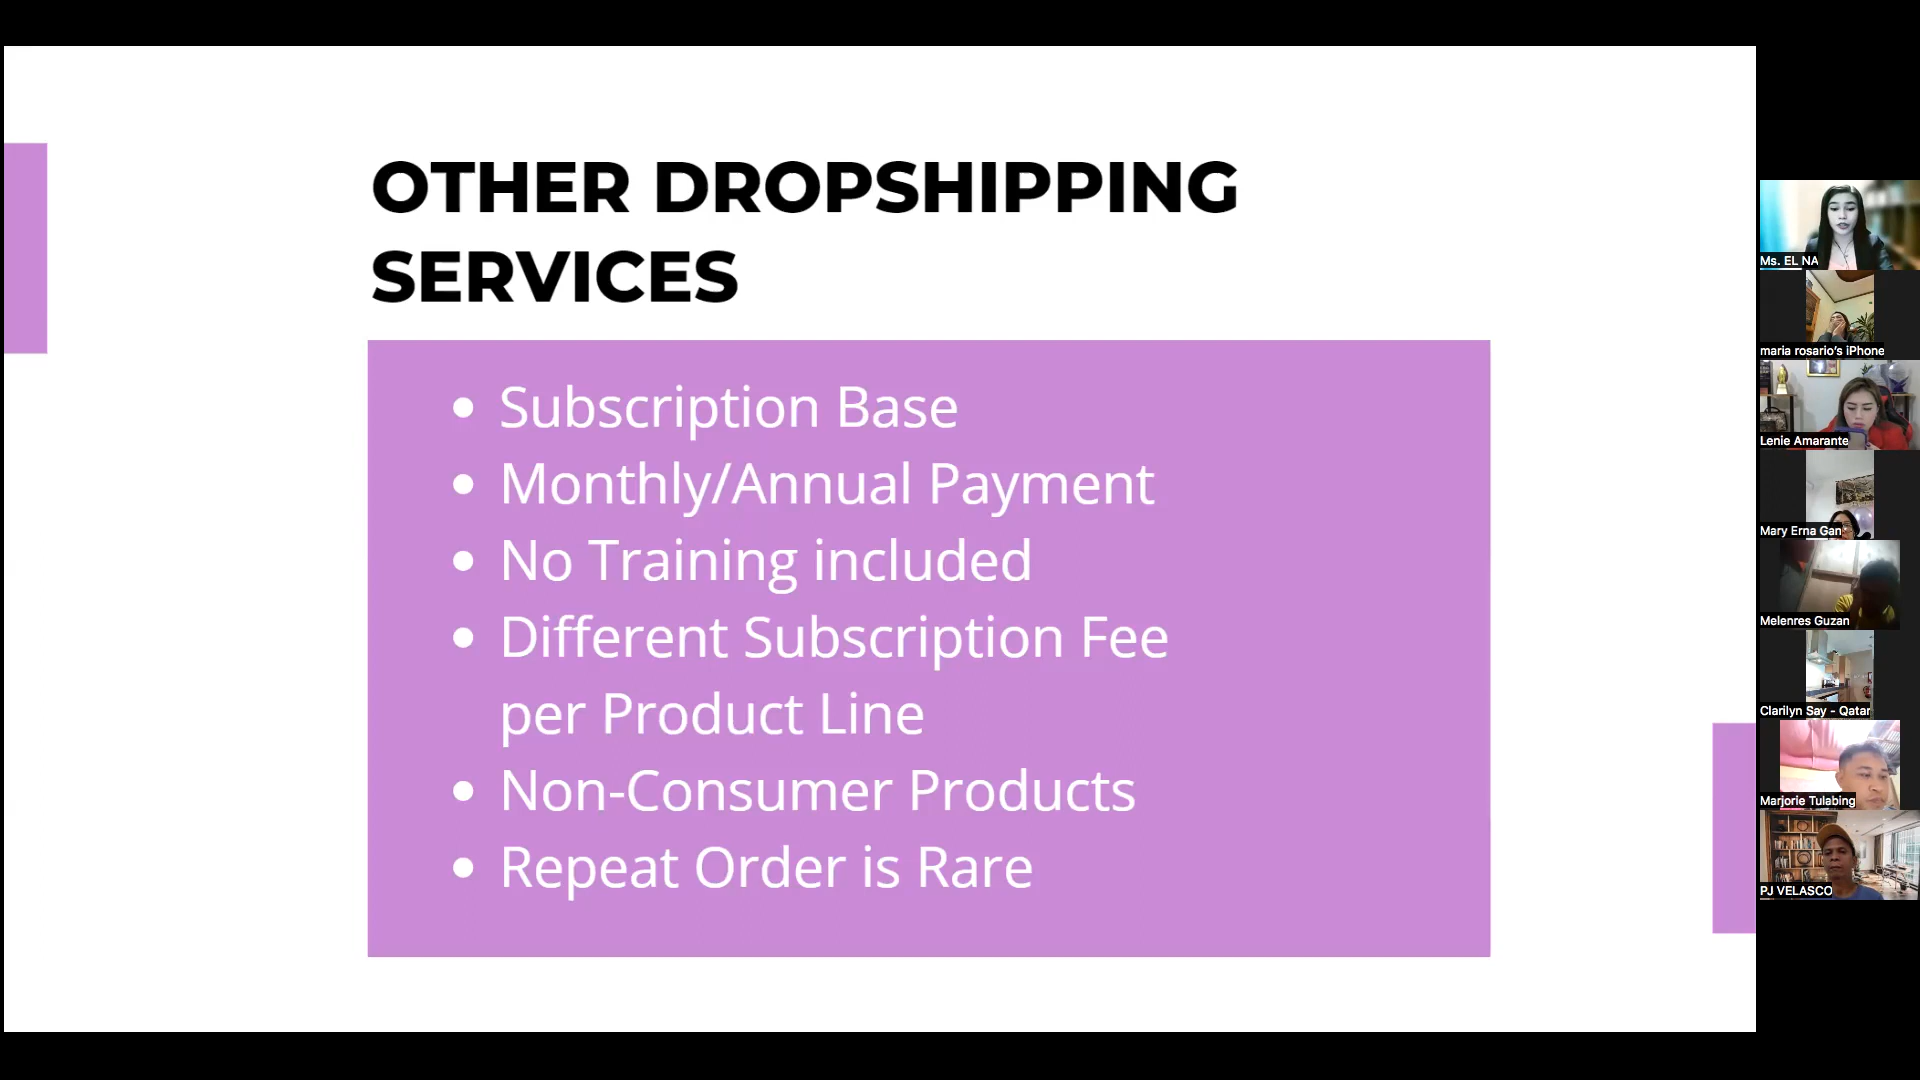 OTHER DROPSHIPPING
SERVICES
• Subscription Base
• Monthly/Annual Payment
• No Training included
• Different Subscription Fee
per Product Line
• Non-Consumer Products
• Repeat Order is Rare
Ms. EL NA
maria rosario's iPhone
Lenie Amarante
Mary Erna Gan
Melenres Guzan
Clarilyn Say - Qatar
Marjorie Tulabing
PJ VELASCO